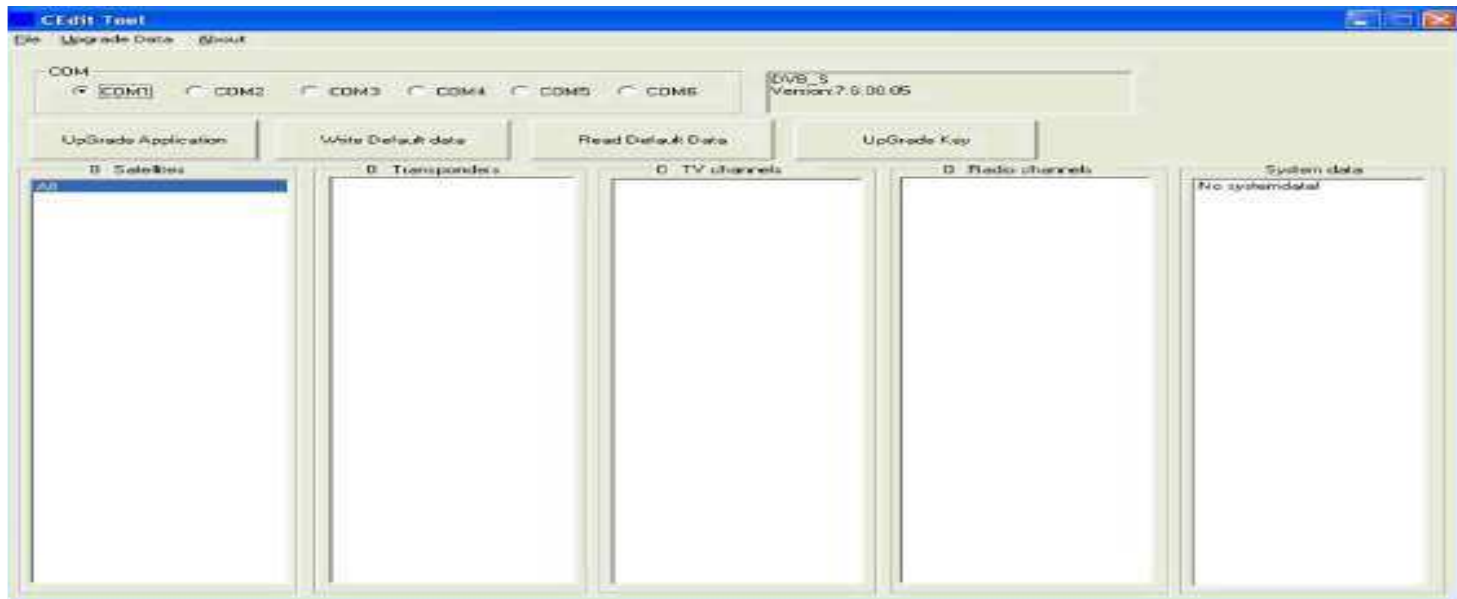 CEdit Tool
File Upgrade Data About
COM
COM1 COM2 COM3 COM4 COM5 COM6
DVB_S
Version:7.6.00.05
UpGrade Application Write Default data Read Default Data UpGrade Key
0 Satellites 0 Transponders 0 TV channels 0 Radio channels System data
All No systemdata!